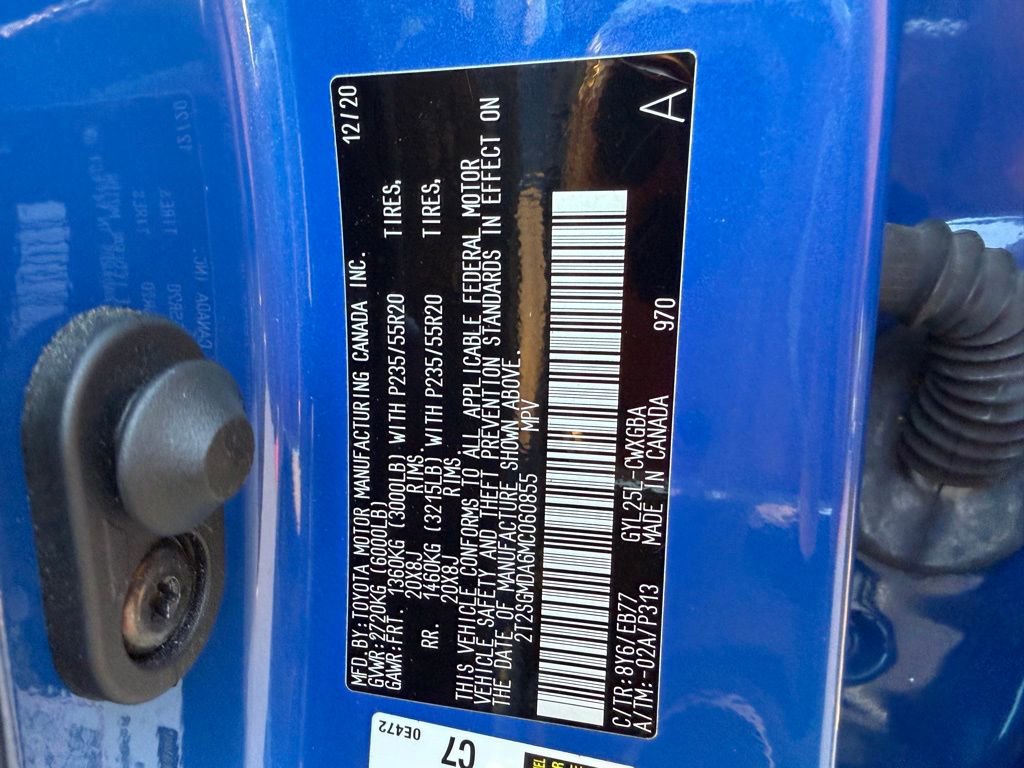 MFD.BY:TOYOTA MOTOR MANUFACTURING CANADA INC. 12/20
GVWR:2720KG (6000LB)
GAWR:FRT. 1360KG (3000LB) WITH P235/55R20 TIRES,
20X8J RIMS,
RR. 1460KG (3215LB) WITH P235/55R20 TIRES,
20X8J RIMS.
THIS VEHICLE CONFORMS TO ALL APPLICABLE FEDERAL MOTOR
VEHICLE SAFETY AND THEFT PREVENTION STANDARDS IN EFFECT ON
THE DATE OF MANUFACTURE SHOWN ABOVE.
2T2SGMDA6MC060855 MPV
C/TR:8Y6/EB77 GYL25L-CWXGBA 970 A
A/TM:-02A/P313 MADE IN CANADA
0E472
C7